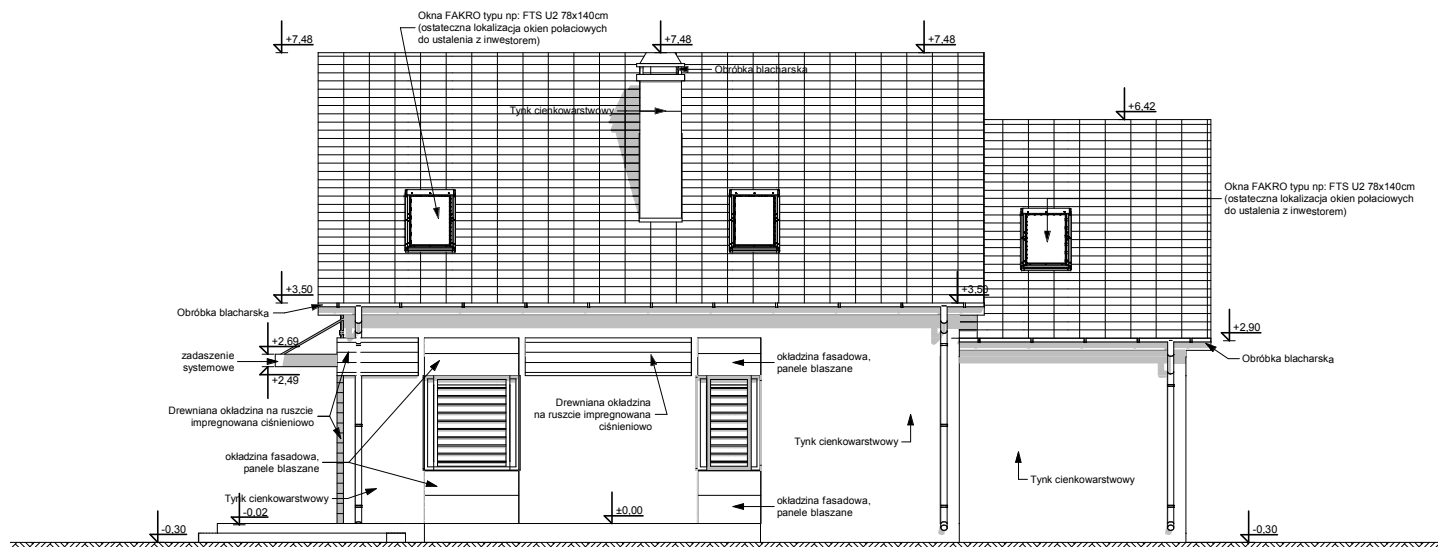 Okna FAKRO typu np: FTS U2 78x140cm
(ostateczna lokalizacja okien połaciowych
do ustalenia z inwestorem)
+7,48
+7,48
+7,48
Obróbka blacharska
Tynk cienkowarstwowy
+6,42
Okna FAKRO typu np: FTS U2 78x140cm
(ostateczna lokalizacja okien połaciowych
do ustalenia z inwestorem)
+3,50
+3,50
Obróbka blacharska
+2,90
+2,69
zadaszenie
systemowe
+2,49
okładzina fasadowa,
panele blaszane
Obróbka blacharska
Drewniana okładzina na ruszcie
impregnowana ciśnieniowo
Drewniana okładzina
na ruszcie impregnowana
ciśnieniowo
Tynk cienkowarstwowy
okładzina fasadowa,
panele blaszane
Tynk cienkowarstwowy
Tynk cienkowarstwowy
okładzina fasadowa,
panele blaszane
-0,02
±0,00
-0,30
-0,30